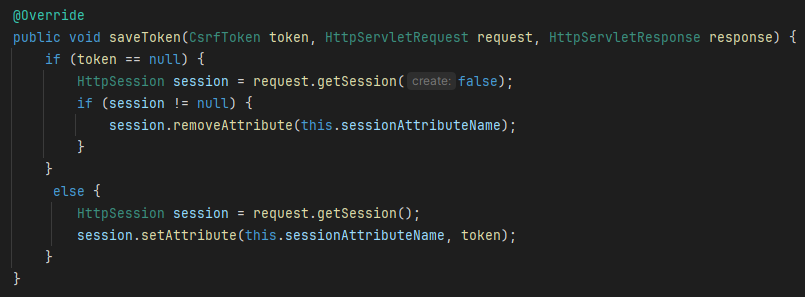 @Override
public void saveToken(CsrfToken token, HttpServletRequest request, HttpServletResponse response) {
    if (token == null) {
        HttpSession session = request.getSession( create: false);
        if (session != null) {
            session.removeAttribute(this.sessionAttributeName);
        }
    }
     else {
        HttpSession session = request.getSession();
        session.setAttribute(this.sessionAttributeName, token);
    }
}